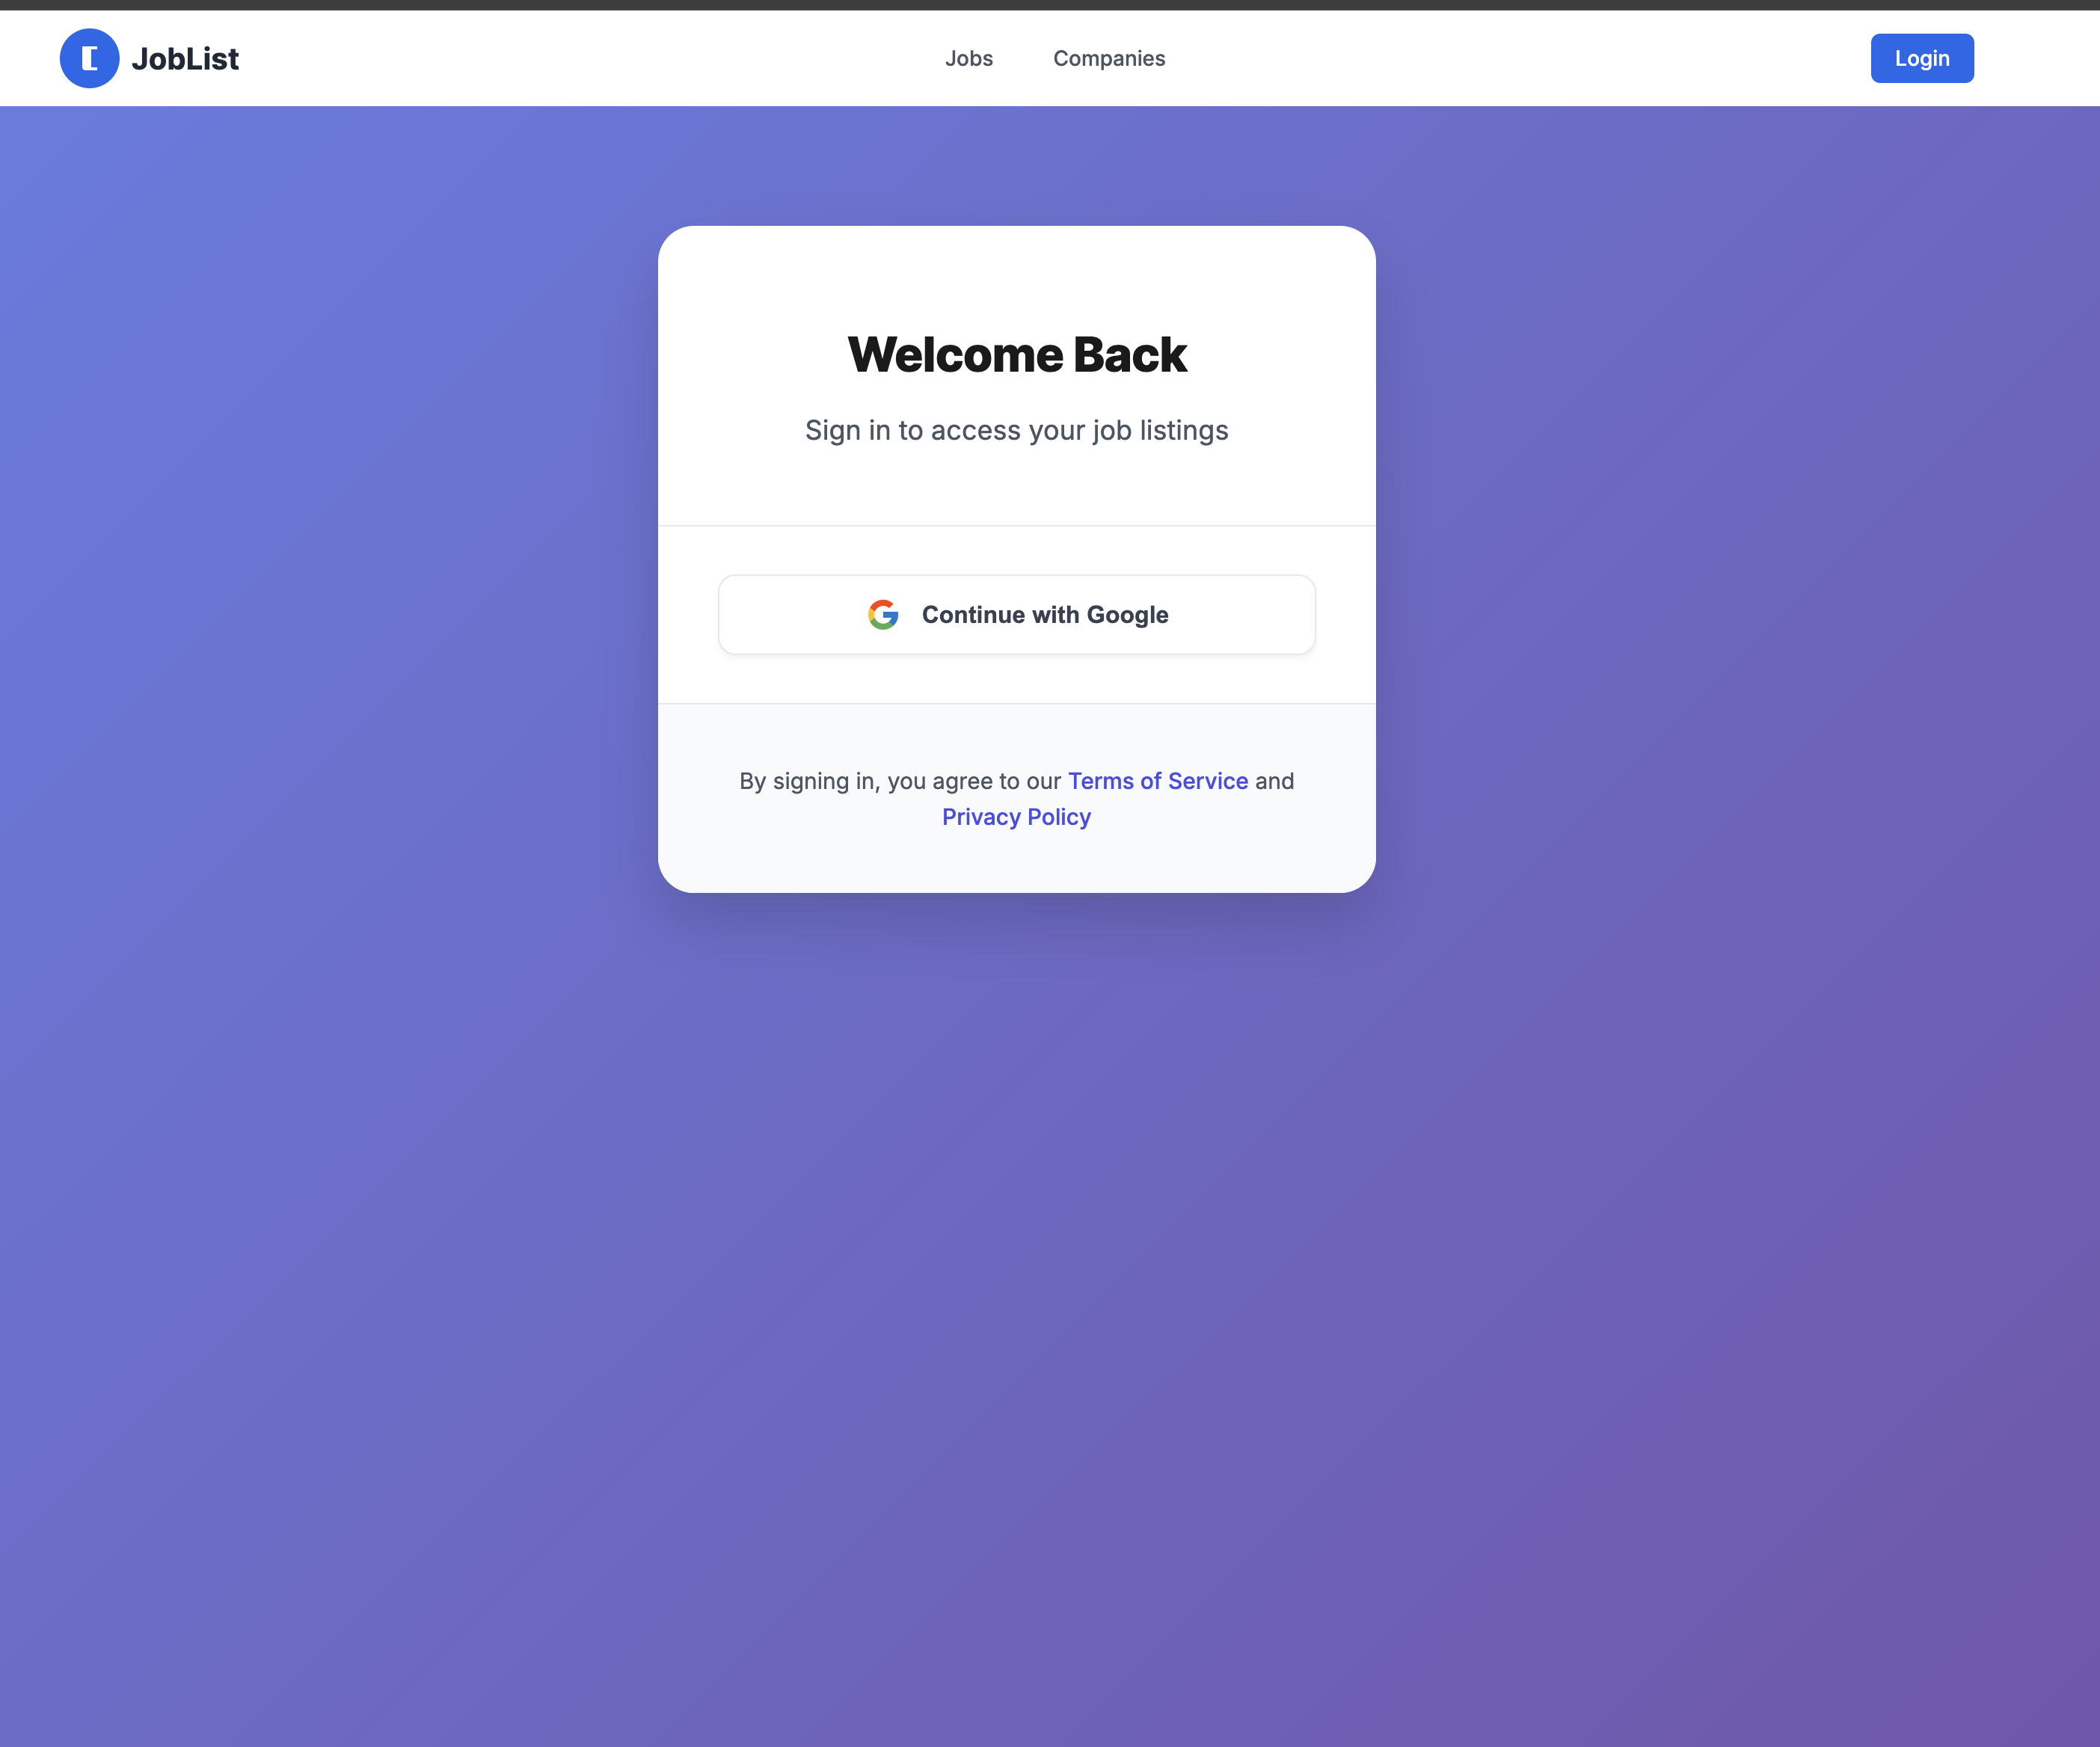 JobList
Jobs
Companies
Login
Welcome Back
Sign in to access your job listings
Continue with Google
By signing in, you agree to our Terms of Service and
Privacy Policy